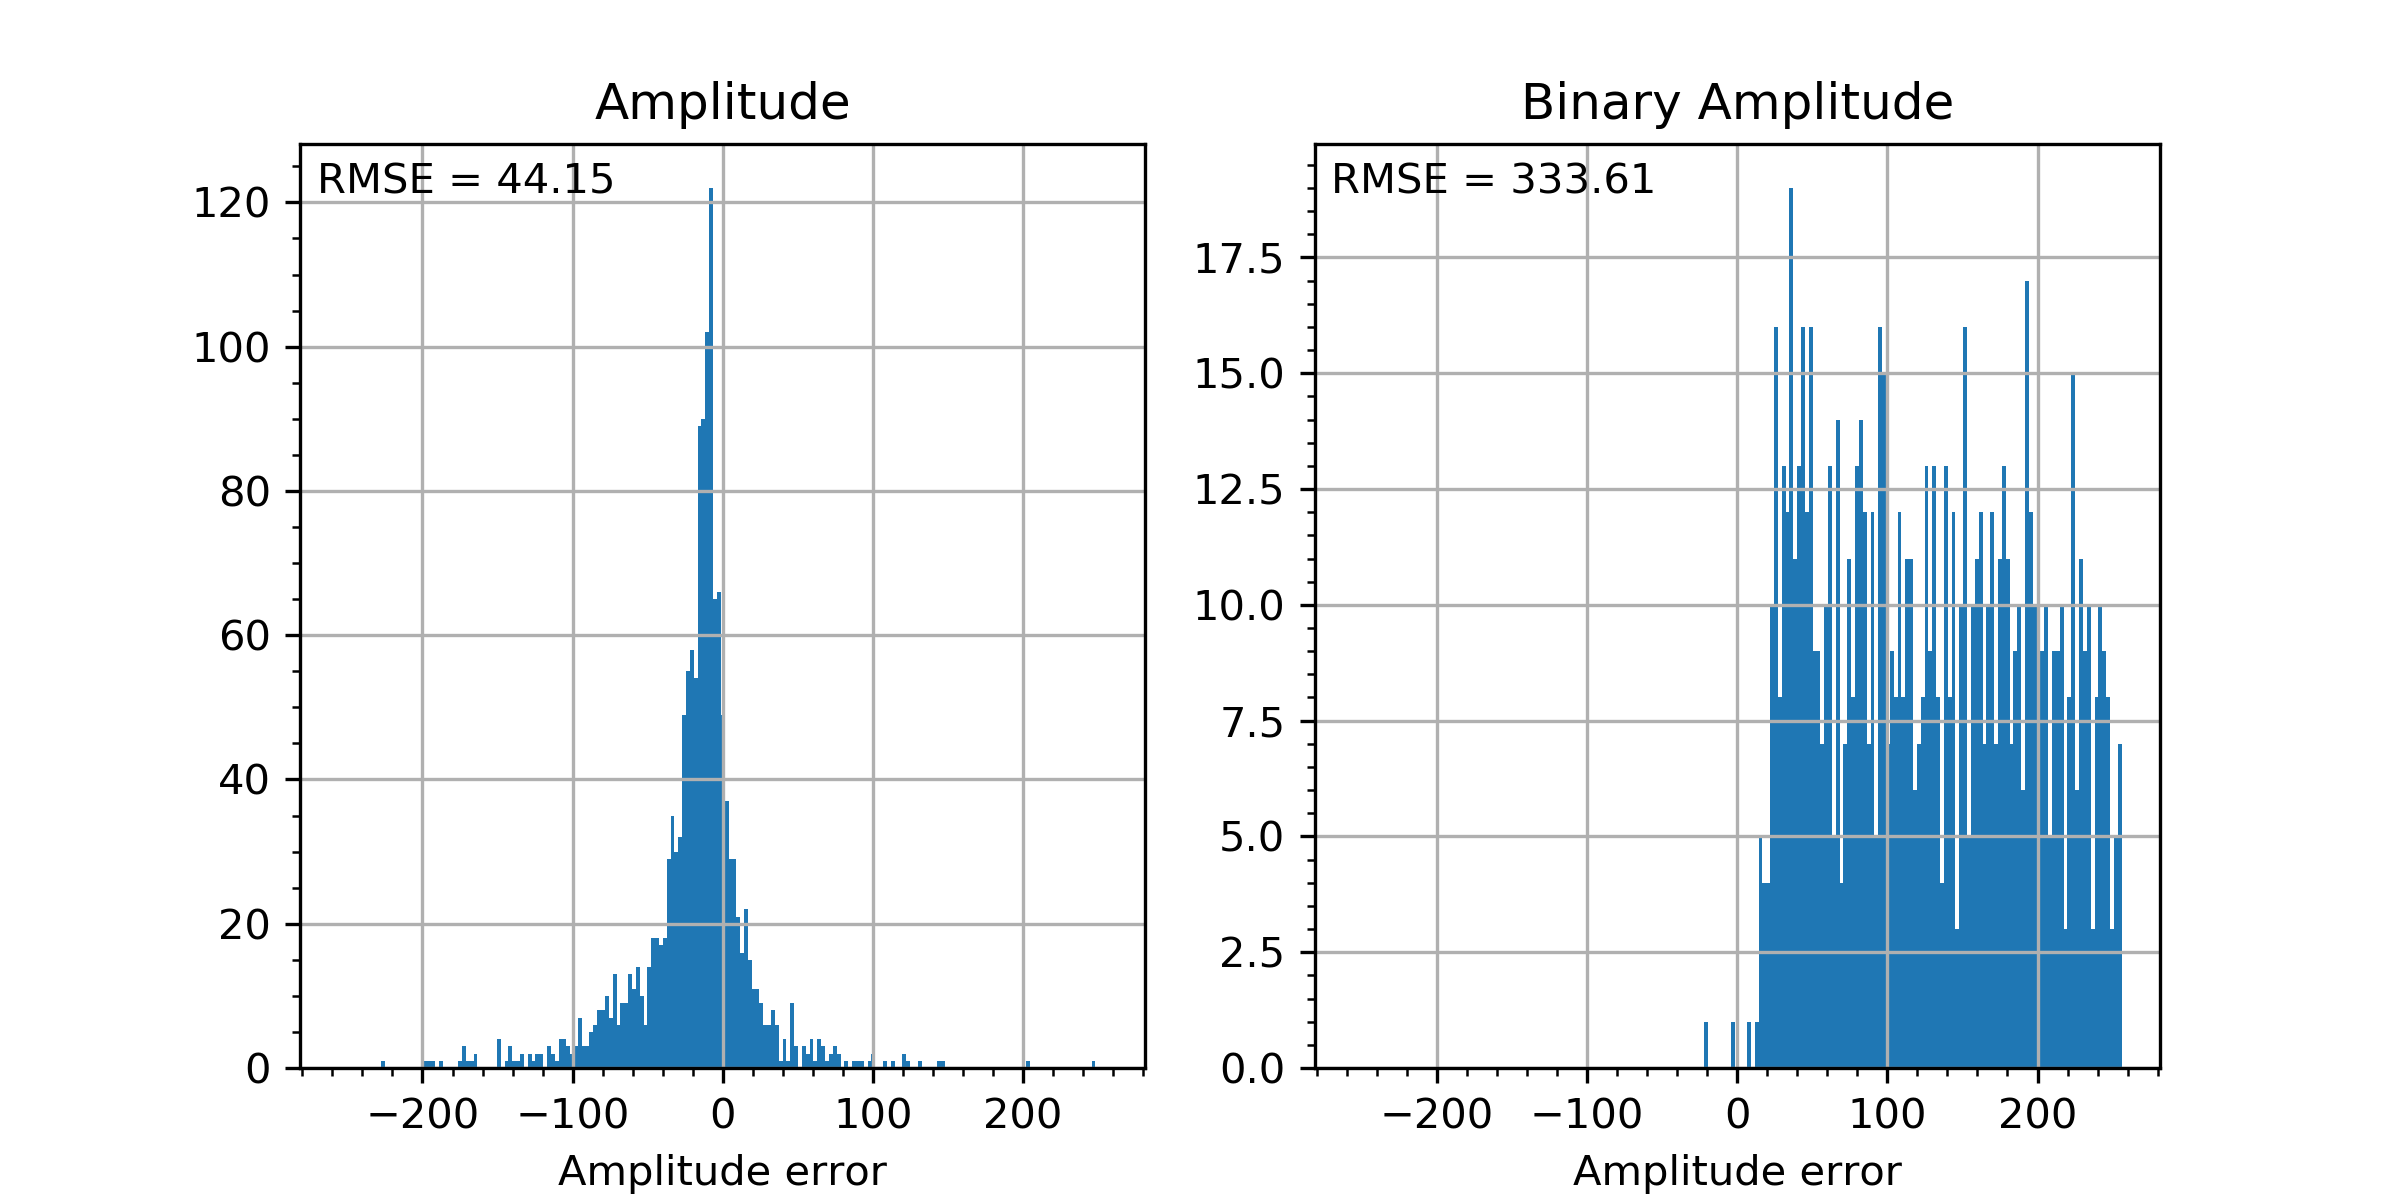 Amplitude
RMSE = 44.15
120
100
80
60
40
20
0
−200 −100 0 100 200
Amplitude error
Binary Amplitude
RMSE = 333.61
17.5
15.0
12.5
10.0
7.5
5.0
2.5
0.0
−200 −100 0 100 200
Amplitude error